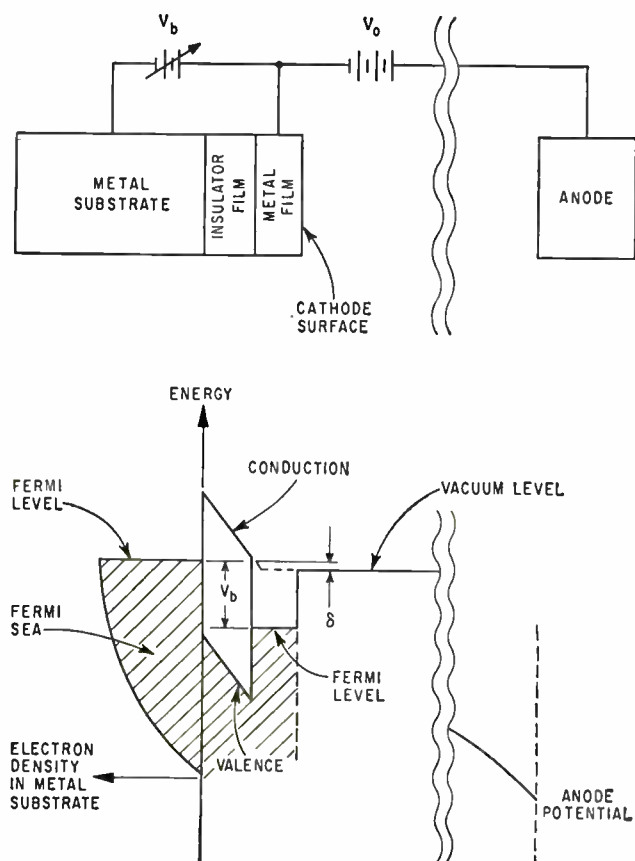 V_b
V_o
METAL
SUBSTRATE
INSULATOR
FILM
METAL
FILM
ANODE
CATHODE
SURFACE
ENERGY
CONDUCTION
FERMI
LEVEL
VACUUM LEVEL
V_b
δ
FERMI
SEA
FERMI
LEVEL
VALENCE
ELECTRON
DENSITY
IN METAL
SUBSTRATE
ANODE
POTENTIAL